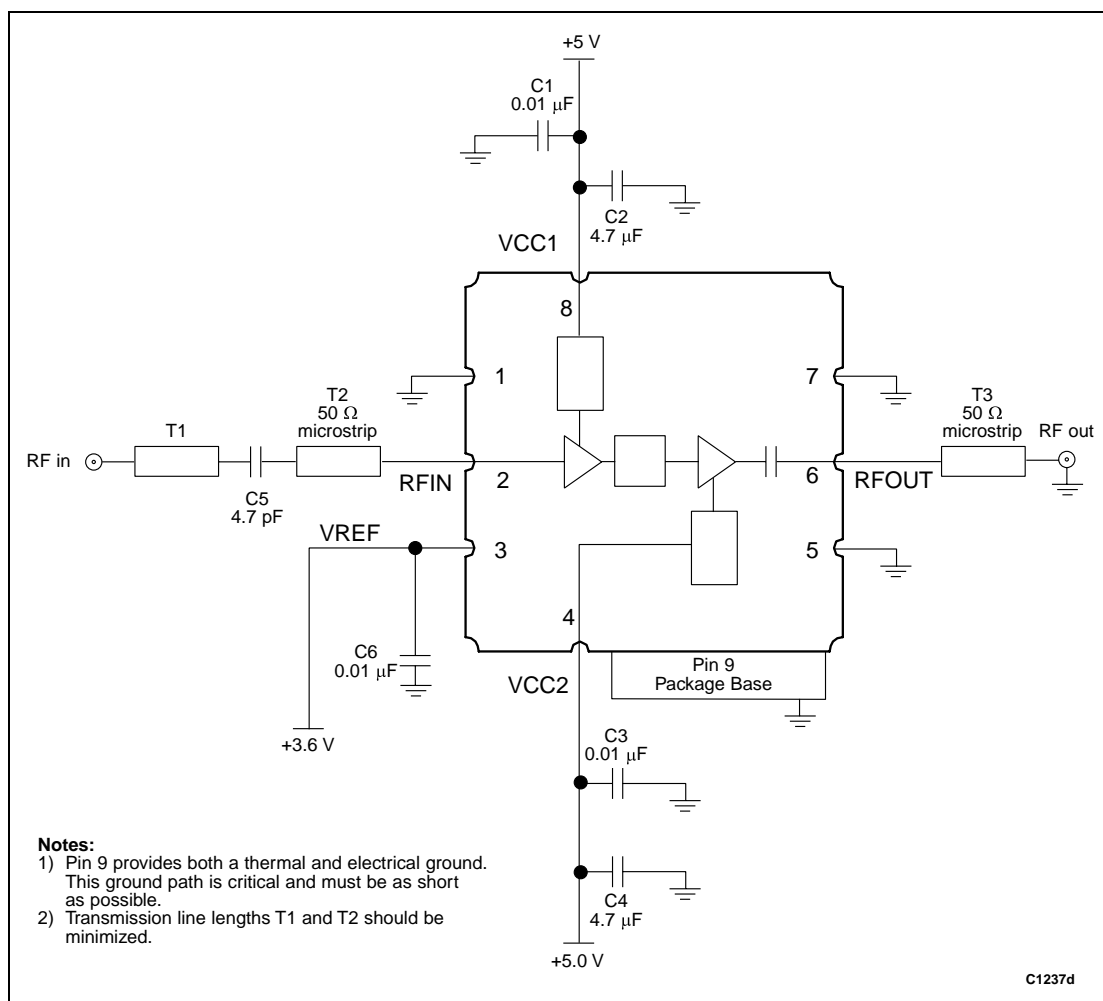 +5 V
C1
0.01 μF
C2
4.7 μF
VCC1
8
1
7
T2
50 Ω
microstrip
T3
50 Ω
microstrip
T1
RF in
RF out
RFIN
2
6
RFOUT
C5
4.7 pF
VREF
3
5
4
C6
0.01 μF
Pin 9
Package Base
VCC2
+3.6 V
C3
0.01 μF
Notes:
1) Pin 9 provides both a thermal and electrical ground.
This ground path is critical and must be as short
as possible.
2) Transmission line lengths T1 and T2 should be
minimized.
C4
4.7 μF
+5.0 V
C1237d